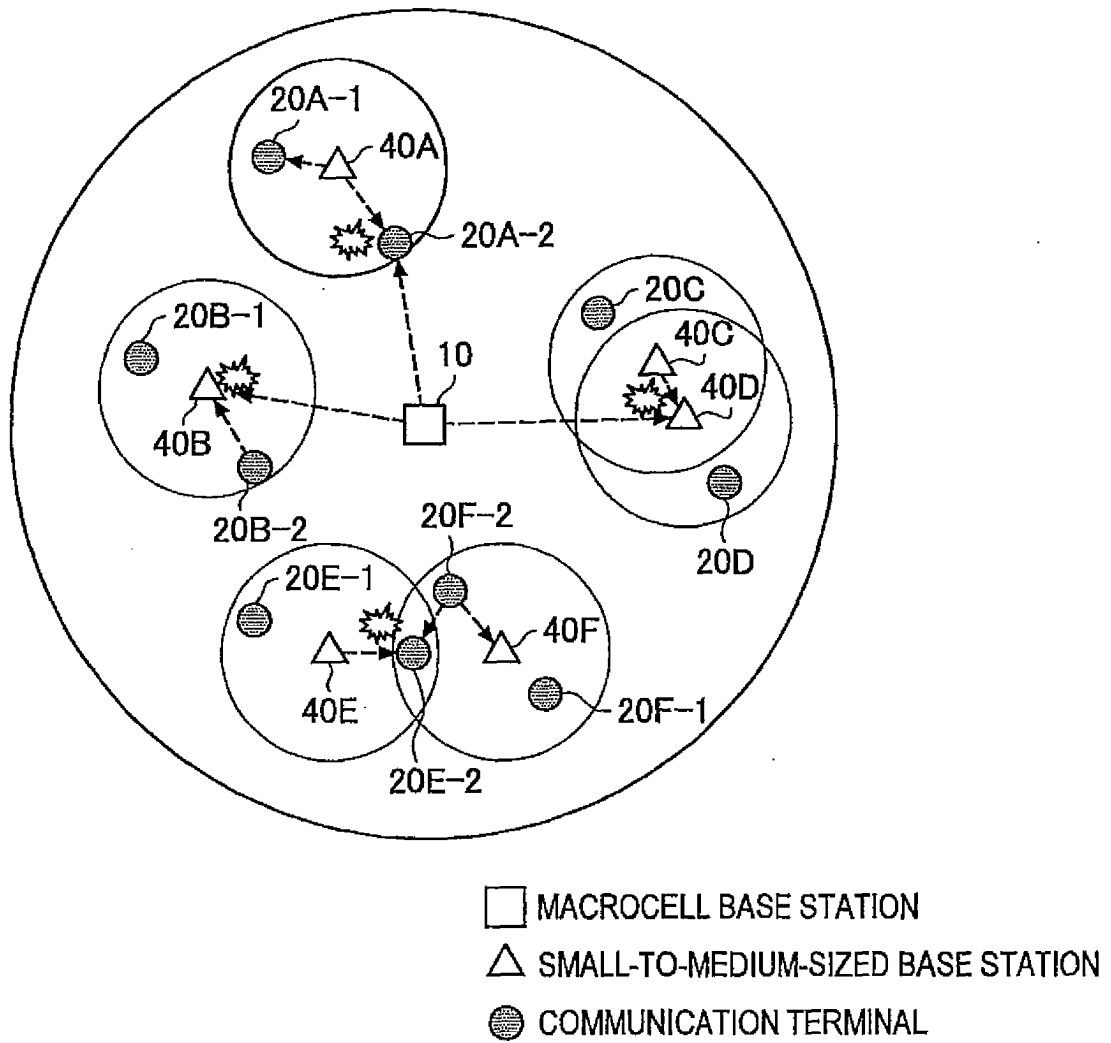 20A-1
40A
20A-2
20C
20B-1
40C
10
40D
40B
20B-2
20F-2
20D
20E-1
40F
40E
20F-1
20E-2
MACROCELL BASE STATION
SMALL-TO-MEDIUM-SIZED BASE STATION
COMMUNICATION TERMINAL